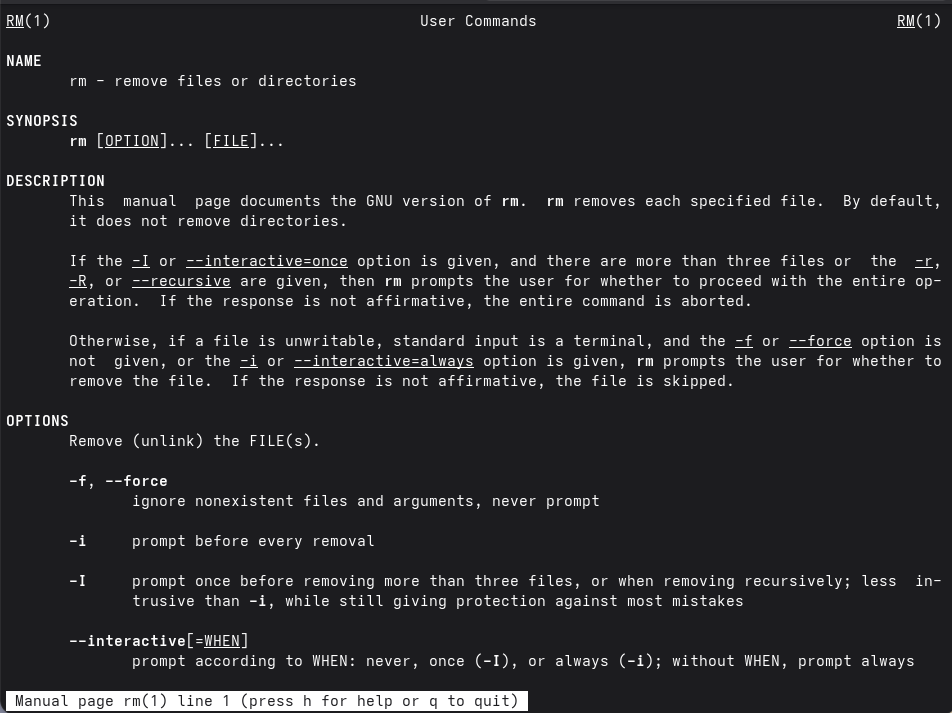 RM(1) User Commands RM(1)
NAME
rm - remove files or directories
SYNOPSIS
rm [OPTION]... [FILE]...
DESCRIPTION
This manual page documents the GNU version of rm. rm removes each specified file. By default,
it does not remove directories.
If the -I or --interactive=once option is given, and there are more than three files or the -r,
-R, or --recursive are given, then rm prompts the user for whether to proceed with the entire op-
eration. If the response is not affirmative, the entire command is aborted.
Otherwise, if a file is unwritable, standard input is a terminal, and the -f or --force option is
not given, or the -i or --interactive=always option is given, rm prompts the user for whether to
remove the file. If the response is not affirmative, the file is skipped.
OPTIONS
Remove (unlink) the FILE(s).
-f, --force
ignore nonexistent files and arguments, never prompt
-i prompt before every removal
-I prompt once before removing more than three files, or when removing recursively; less in-
trusive than -i, while still giving protection against most mistakes
--interactive[=WHEN]
prompt according to WHEN: never, once (-I), or always (-i); without WHEN, prompt always
Manual page rm(1) line 1 (press h for help or q to quit)